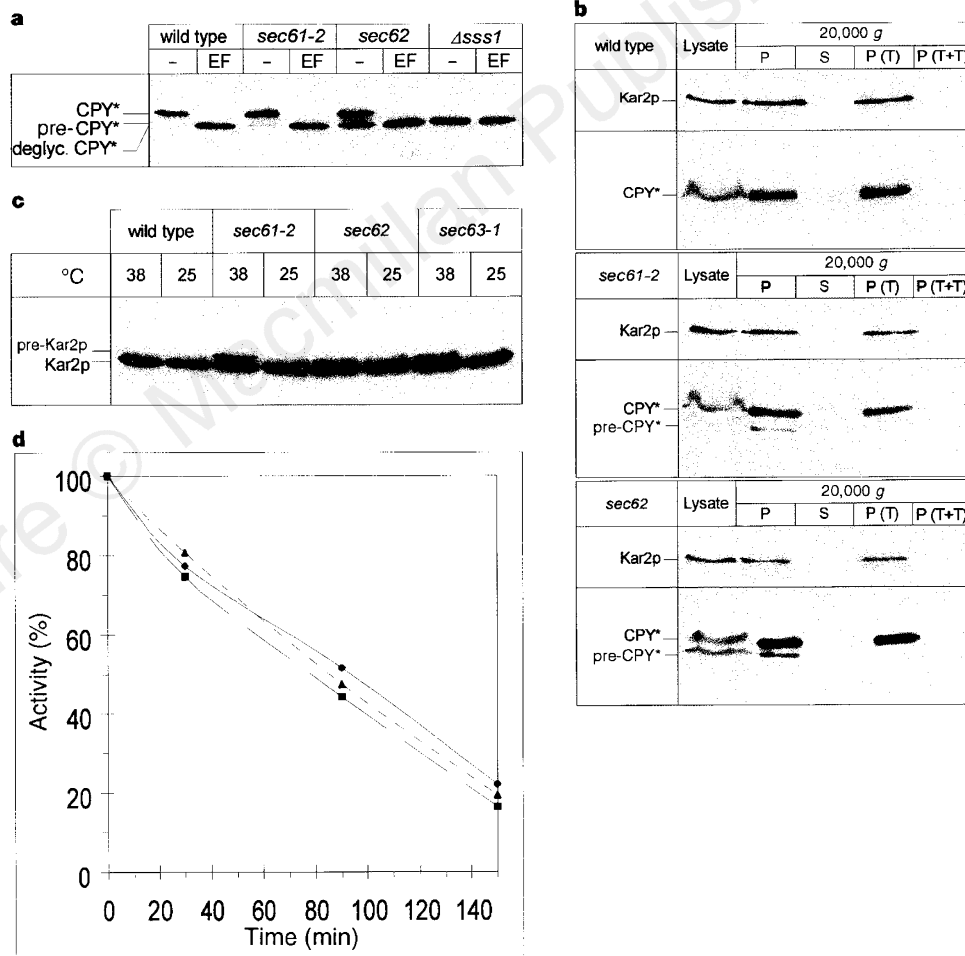 a
wild type sec61-2 sec62 Δsss1
– EF – EF – EF – EF
CPY*
pre-CPY*
deglyc. CPY*
c
wild type sec61-2 sec62 sec63-1
°C 38 25 38 25 38 25 38 25
pre-Kar2p
Kar2p
d
Activity (%)
100
80
60
40
20
0
0 20 40 60 80 100 120 140
Time (min)
b
wild type Lysate 20,000 g
P S P (T) P (T+T)
Kar2p
CPY*
sec61-2 Lysate 20,000 g
P S P (T) P (T+T)
Kar2p
CPY*
pre-CPY*
sec62 Lysate 20,000 g
P S P (T) P (T+T)
Kar2p
CPY*
pre-CPY*
re © Macmillan Publish